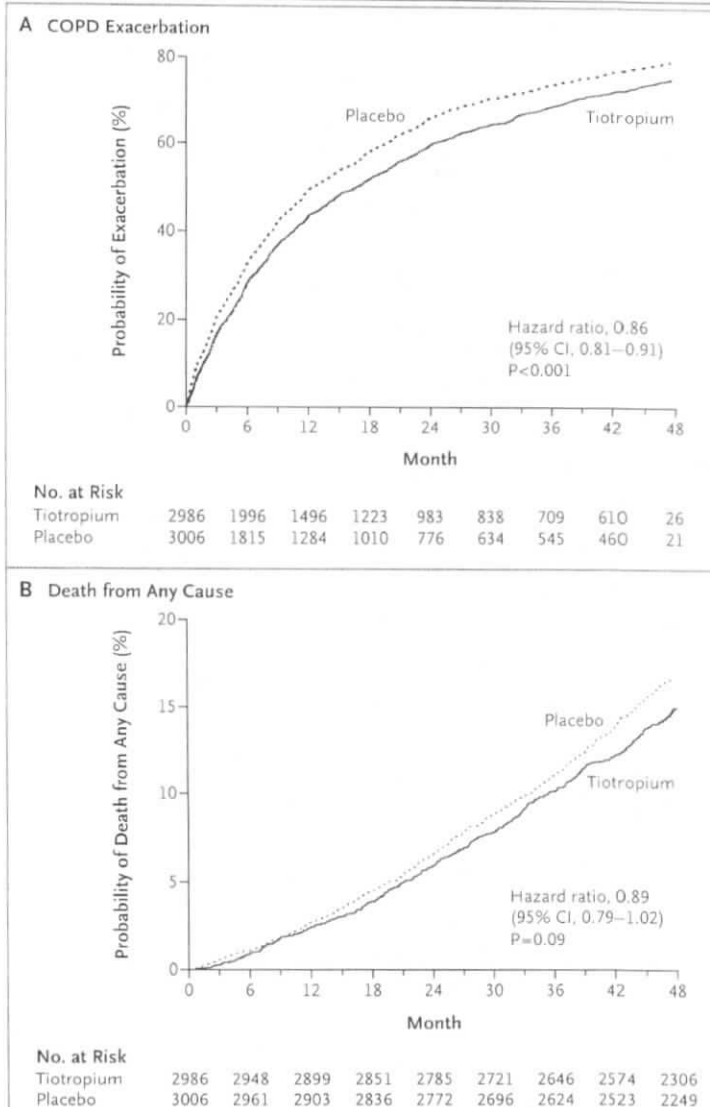 A COPD Exacerbation
Probability of Exacerbation (%)
80
60
40
20
0
Placebo
Tiotropium
Hazard ratio, 0.86
(95% CI, 0.81–0.91)
P<0.001
0 6 12 18 24 30 36 42 48
Month
No. at Risk
Tiotropium 2986 1996 1496 1223 983 838 709 610 26
Placebo 3006 1815 1284 1010 776 634 545 460 21
B Death from Any Cause
Probability of Death from Any Cause (%)
20
15
10
5
0
Placebo
Tiotropium
Hazard ratio, 0.89
(95% CI, 0.79–1.02)
P=0.09
0 6 12 18 24 30 36 42 48
Month
No. at Risk
Tiotropium 2986 2948 2899 2851 2785 2721 2646 2574 2306
Placebo 3006 2961 2903 2836 2772 2696 2624 2523 2249